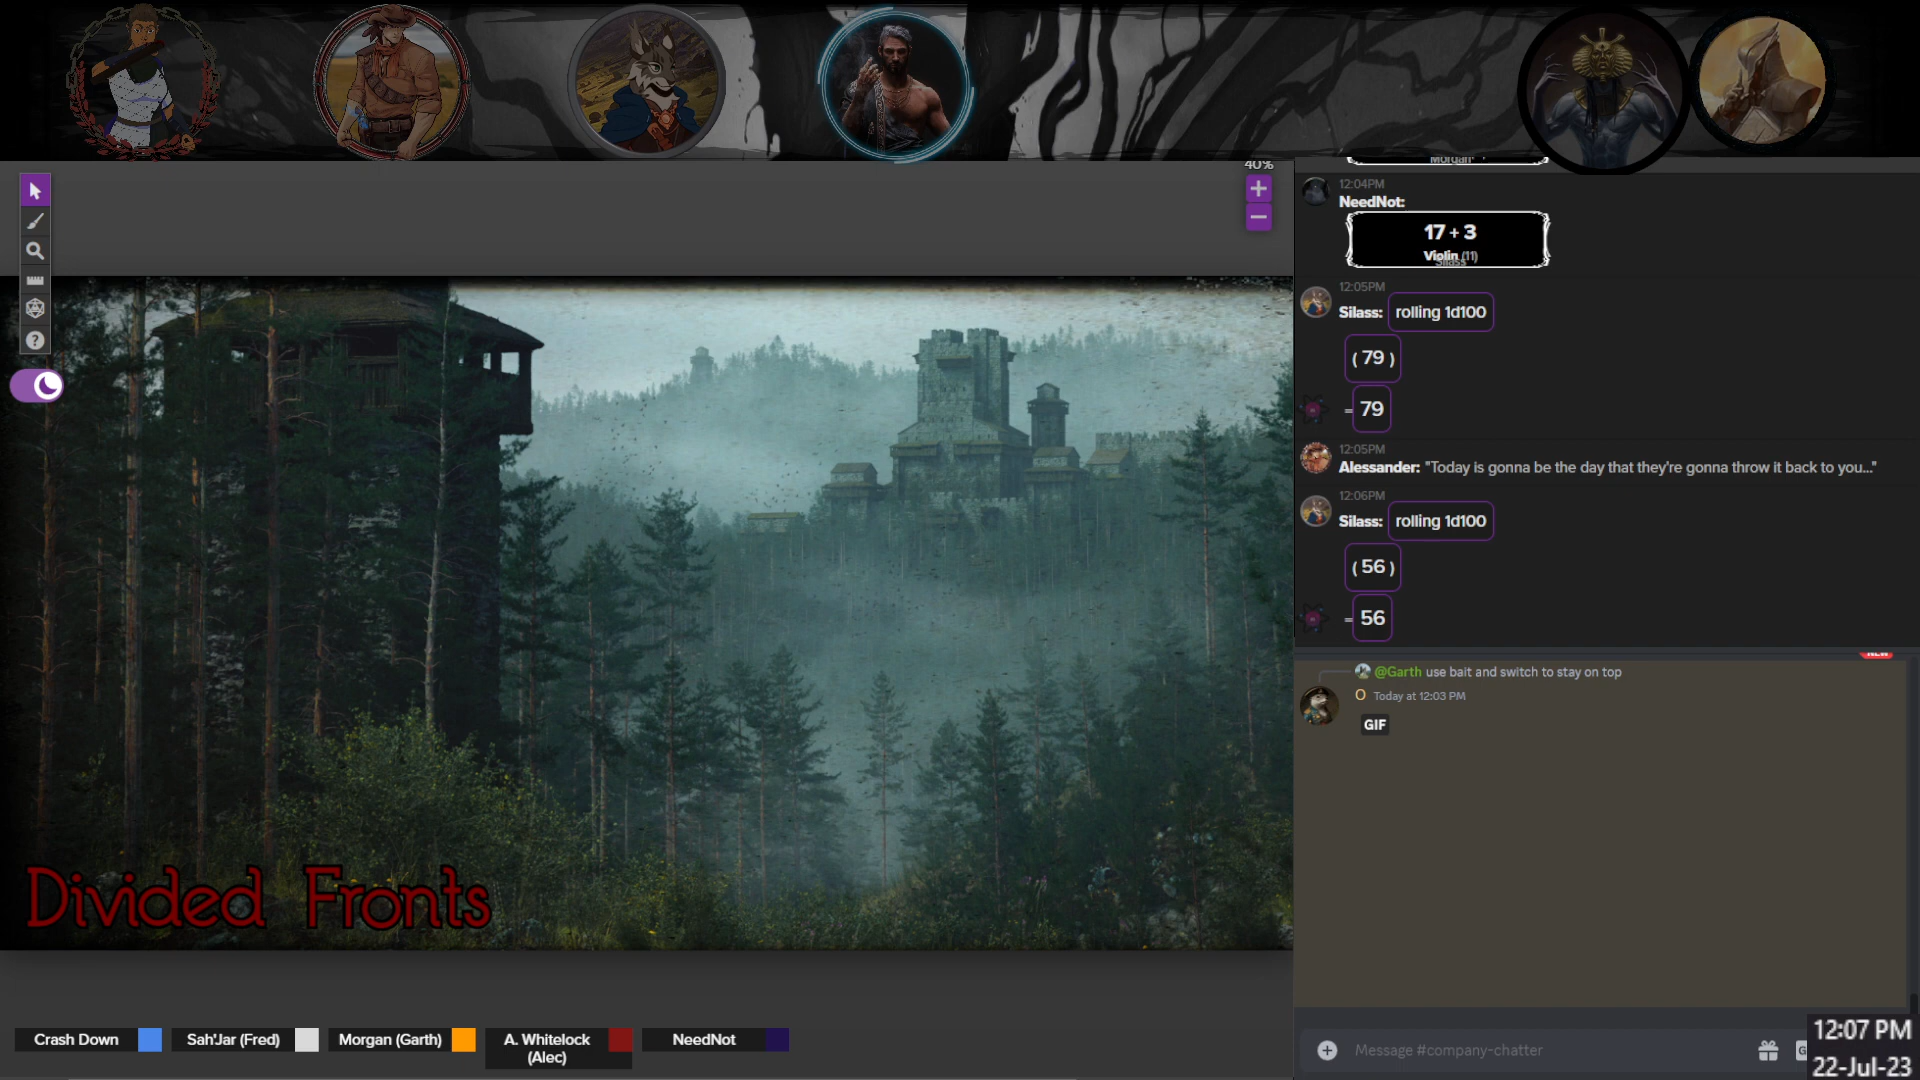 40%
Morgan
12:04PM
NeedNot:
17 + 3
Violin (11)
Silass
12:05PM
Silass: rolling 1d100
( 79 )
= 79
12:05PM
Alessander: "Today is gonna be the day that they're gonna throw it back to you..."
12:06PM
Silass: rolling 1d100
( 56 )
= 56
NEW
@Garth use bait and switch to stay on top
O Today at 12:03 PM
GIF
Divided Fronts
Crash Down
Sah'Jar (Fred)
Morgan (Garth)
A. Whitelock
(Alec)
NeedNot
Message #company-chatter
12:07 PM
22-Jul-23